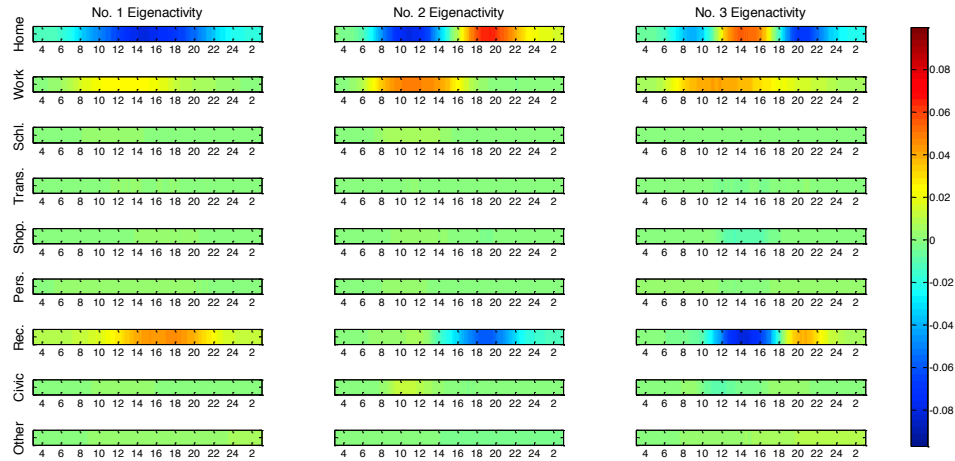 No. 1 Eigenactivity No. 2 Eigenactivity No. 3 Eigenactivity
Home
4 6 8 10 12 14 16 18 20 22 24 2 4 6 8 10 12 14 16 18 20 22 24 2 4 6 8 10 12 14 16 18 20 22 24 2
Work
4 6 8 10 12 14 16 18 20 22 24 2 4 6 8 10 12 14 16 18 20 22 24 2 4 6 8 10 12 14 16 18 20 22 24 2
Schl.
4 6 8 10 12 14 16 18 20 22 24 2 4 6 8 10 12 14 16 18 20 22 24 2 4 6 8 10 12 14 16 18 20 22 24 2
Trans.
4 6 8 10 12 14 16 18 20 22 24 2 4 6 8 10 12 14 16 18 20 22 24 2 4 6 8 10 12 14 16 18 20 22 24 2
Shop.
4 6 8 10 12 14 16 18 20 22 24 2 4 6 8 10 12 14 16 18 20 22 24 2 4 6 8 10 12 14 16 18 20 22 24 2
Pers.
4 6 8 10 12 14 16 18 20 22 24 2 4 6 8 10 12 14 16 18 20 22 24 2 4 6 8 10 12 14 16 18 20 22 24 2
Rec.
4 6 8 10 12 14 16 18 20 22 24 2 4 6 8 10 12 14 16 18 20 22 24 2 4 6 8 10 12 14 16 18 20 22 24 2
Civic
4 6 8 10 12 14 16 18 20 22 24 2 4 6 8 10 12 14 16 18 20 22 24 2 4 6 8 10 12 14 16 18 20 22 24 2
Other
4 6 8 10 12 14 16 18 20 22 24 2 4 6 8 10 12 14 16 18 20 22 24 2 4 6 8 10 12 14 16 18 20 22 24 2
0.08
0.06
0.04
0.02
0
-0.02
-0.04
-0.06
-0.08